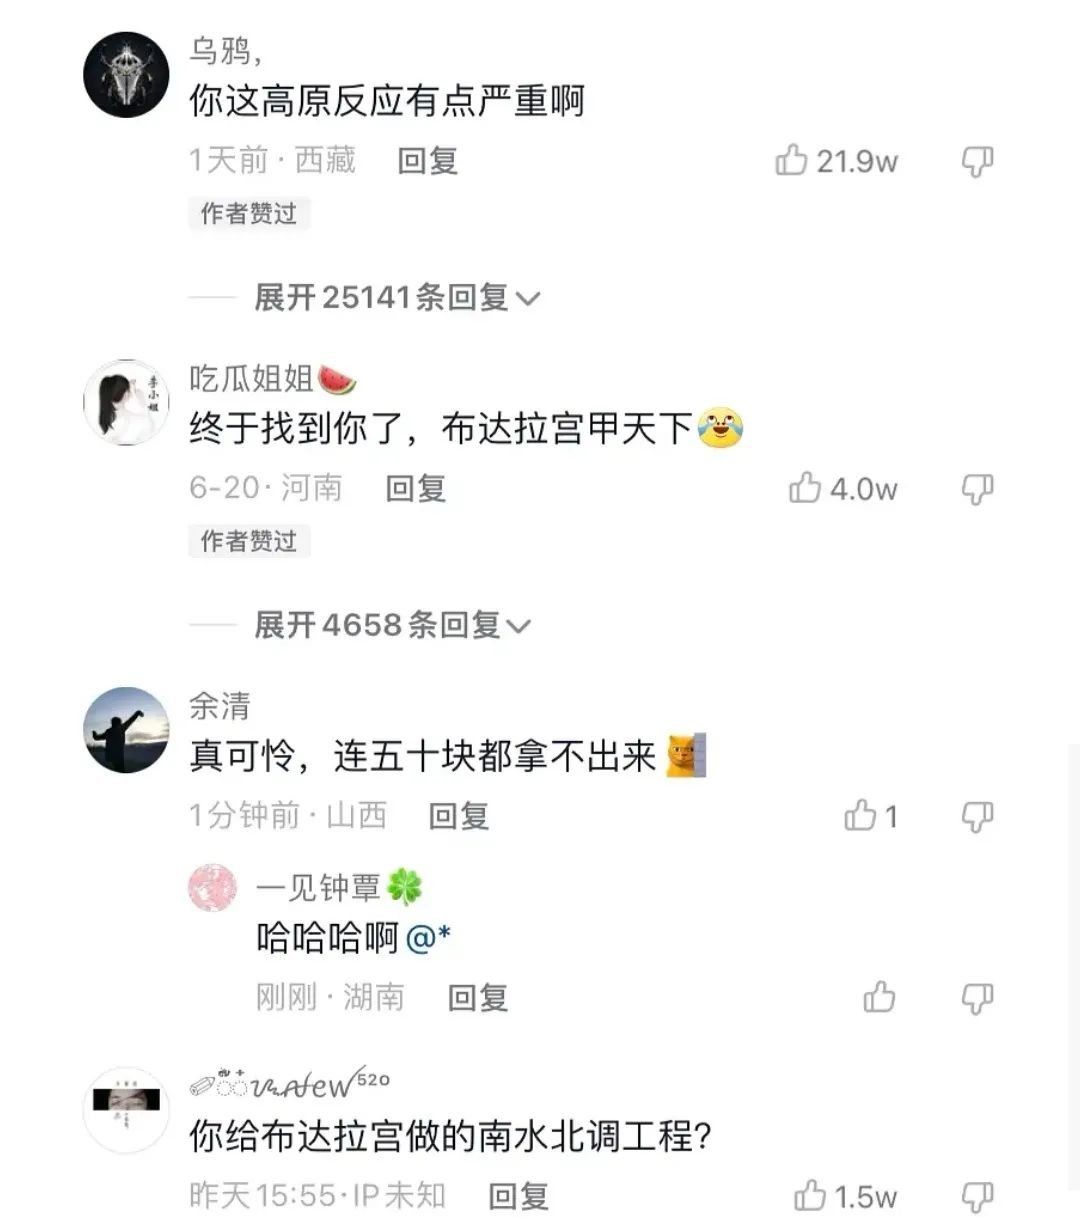 乌鸦,
你这高原反应有点严重啊
1天前 · 西藏 回复 21.9w
作者赞过
展开25141条回复
吃瓜姐姐🍉
终于找到你了，布达拉宫甲天下
6-20 · 河南 回复 4.0w
作者赞过
展开4658条回复
余清
真可怜，连五十块都拿不出来
1分钟前 · 山西 回复 1
一见钟覃🍀
哈哈哈啊@*
刚刚 · 湖南 回复
你给布达拉宫做的南水北调工程?
昨天15:55 · IP未知 回复 1.5w